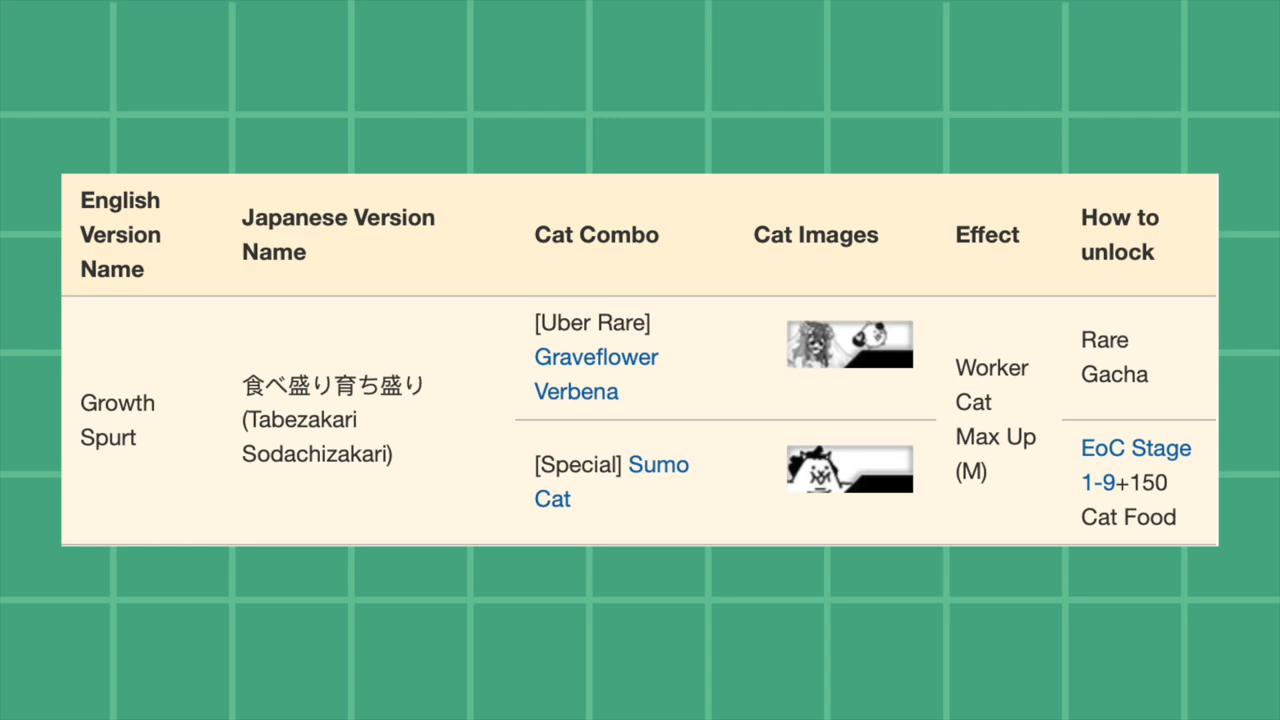 English
Version
Name
Japanese Version
Name
Cat Combo
Cat Images
Effect
How to
unlock
Growth
Spurt
食べ盛り育ち盛り
(Tabezakari
Sodachizakari)
[Uber Rare]
Graveflower
Verbena
[Special] Sumo
Cat
Worker
Cat
Max Up
(M)
Rare
Gacha
EoC Stage
1-9+150
Cat Food